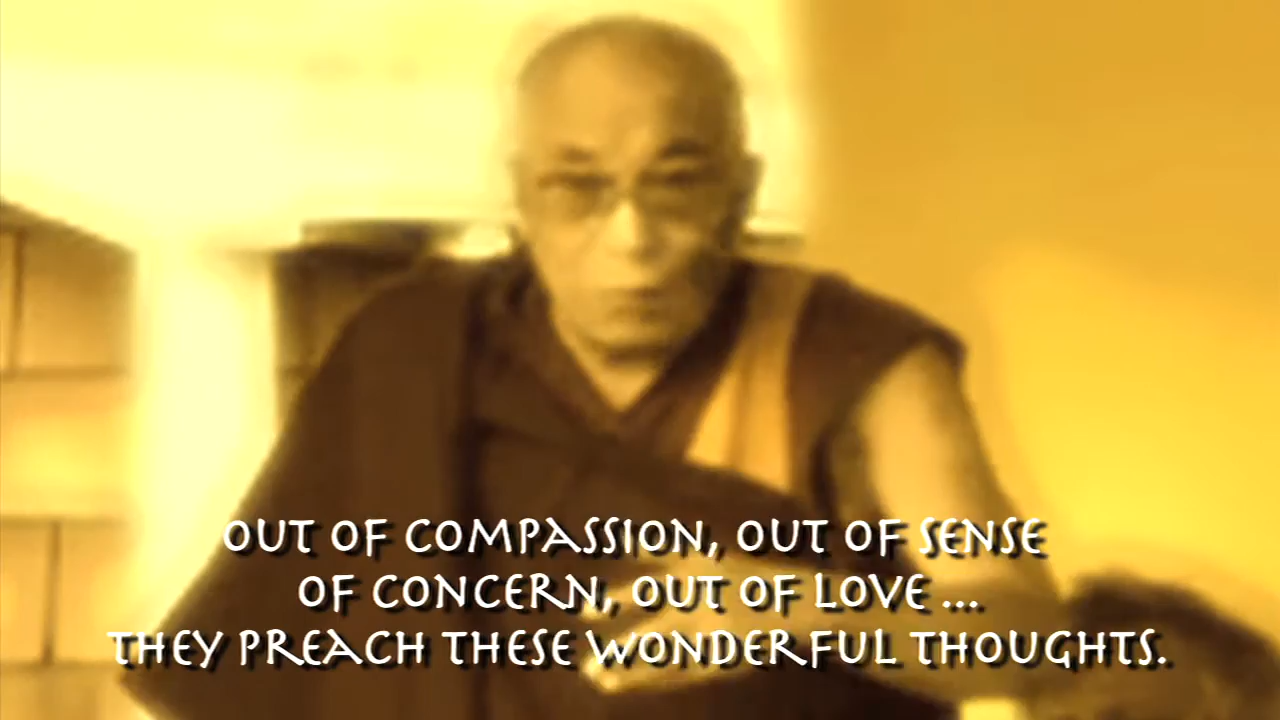 OUT OF COMPASSION, OUT OF SENSE
OF CONCERN, OUT OF LOVE ...
THEY PREACH THESE WONDERFUL THOUGHTS.